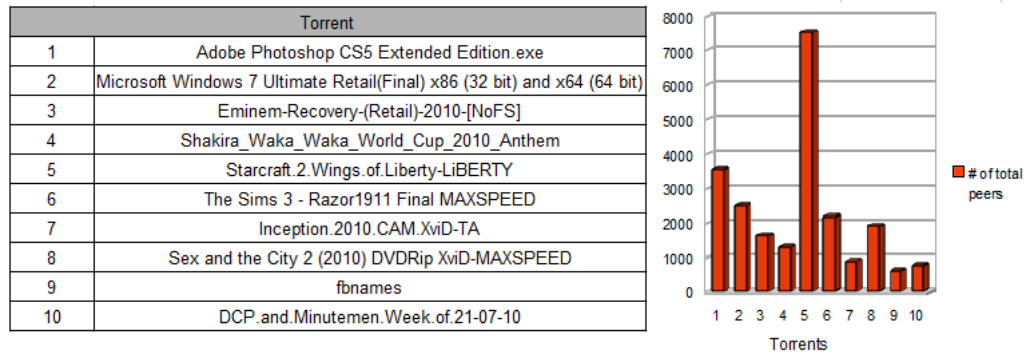 Torrent
1 Adobe Photoshop CS5 Extended Edition.exe
2 Microsoft Windows 7 Ultimate Retail(Final) x86 (32 bit) and x64 (64 bit)
3 Eminem-Recovery-(Retail)-2010-[NoFS]
4 Shakira_Waka_Waka_World_Cup_2010_Anthem
5 Starcraft.2.Wings.of.Liberty-LiBERTY
6 The Sims 3 - Razor1911 Final MAXSPEED
7 Inception.2010.CAM.XviD-TA
8 Sex and the City 2 (2010) DVDRip XviD-MAXSPEED
9 fbnames
10 DCP.and.Minutemen.Week.of.21-07-10
8000
7000
6000
5000
4000
3000
2000
1000
0
1 2 3 4 5 6 7 8 9 10
Torrents
# of total
peers